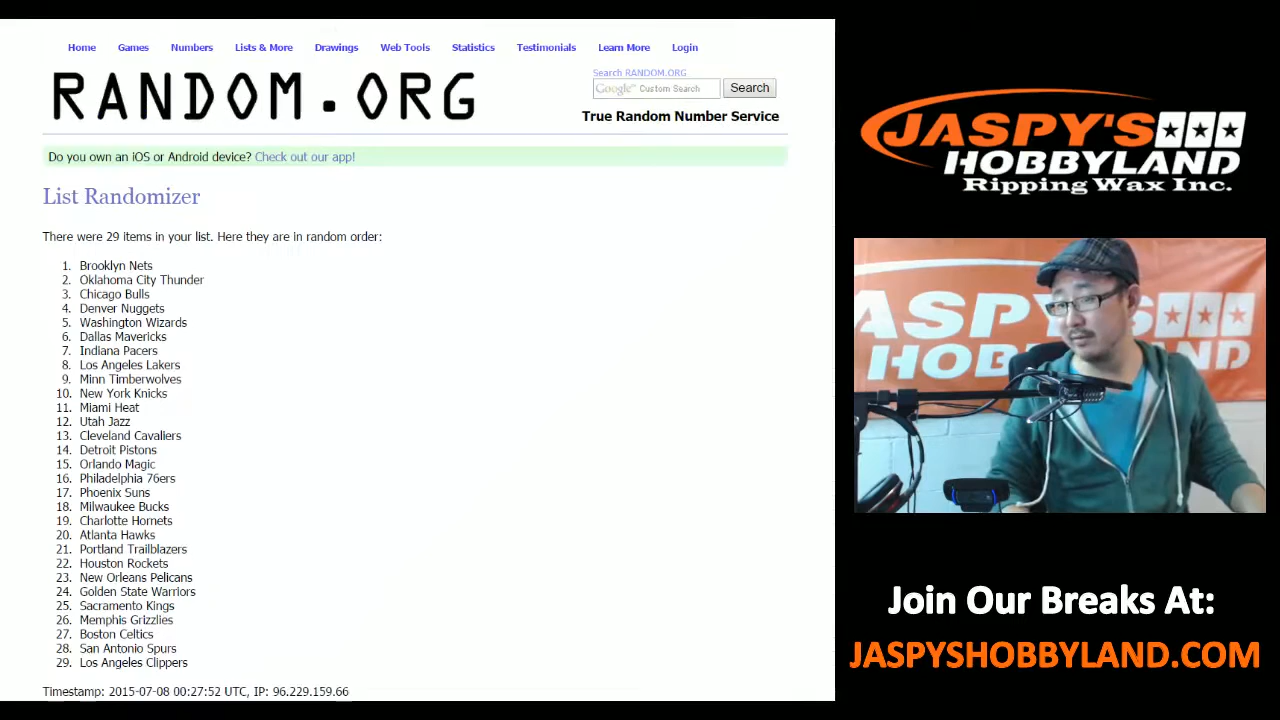 Home Games Numbers Lists & More Drawings Web Tools Statistics Testimonials Learn More Login
RANDOM.ORG
Search RANDOM.ORG
Google™ Custom Search Search
True Random Number Service
Do you own an iOS or Android device? Check out our app!
List Randomizer
There were 29 items in your list. Here they are in random order:
1. Brooklyn Nets
2. Oklahoma City Thunder
3. Chicago Bulls
4. Denver Nuggets
5. Washington Wizards
6. Dallas Mavericks
7. Indiana Pacers
8. Los Angeles Lakers
9. Minn Timberwolves
10. New York Knicks
11. Miami Heat
12. Utah Jazz
13. Cleveland Cavaliers
14. Detroit Pistons
15. Orlando Magic
16. Philadelphia 76ers
17. Phoenix Suns
18. Milwaukee Bucks
19. Charlotte Hornets
20. Atlanta Hawks
21. Portland Trailblazers
22. Houston Rockets
23. New Orleans Pelicans
24. Golden State Warriors
25. Sacramento Kings
26. Memphis Grizzlies
27. Boston Celtics
28. San Antonio Spurs
29. Los Angeles Clippers
Timestamp: 2015-07-08 00:27:52 UTC, IP: 96.229.159.66
JASPY'S
HOBBYLAND
Ripping Wax Inc.
ASPY'S
HOBB LAND
Join Our Breaks At:
JASPYSHOBBYLAND.COM